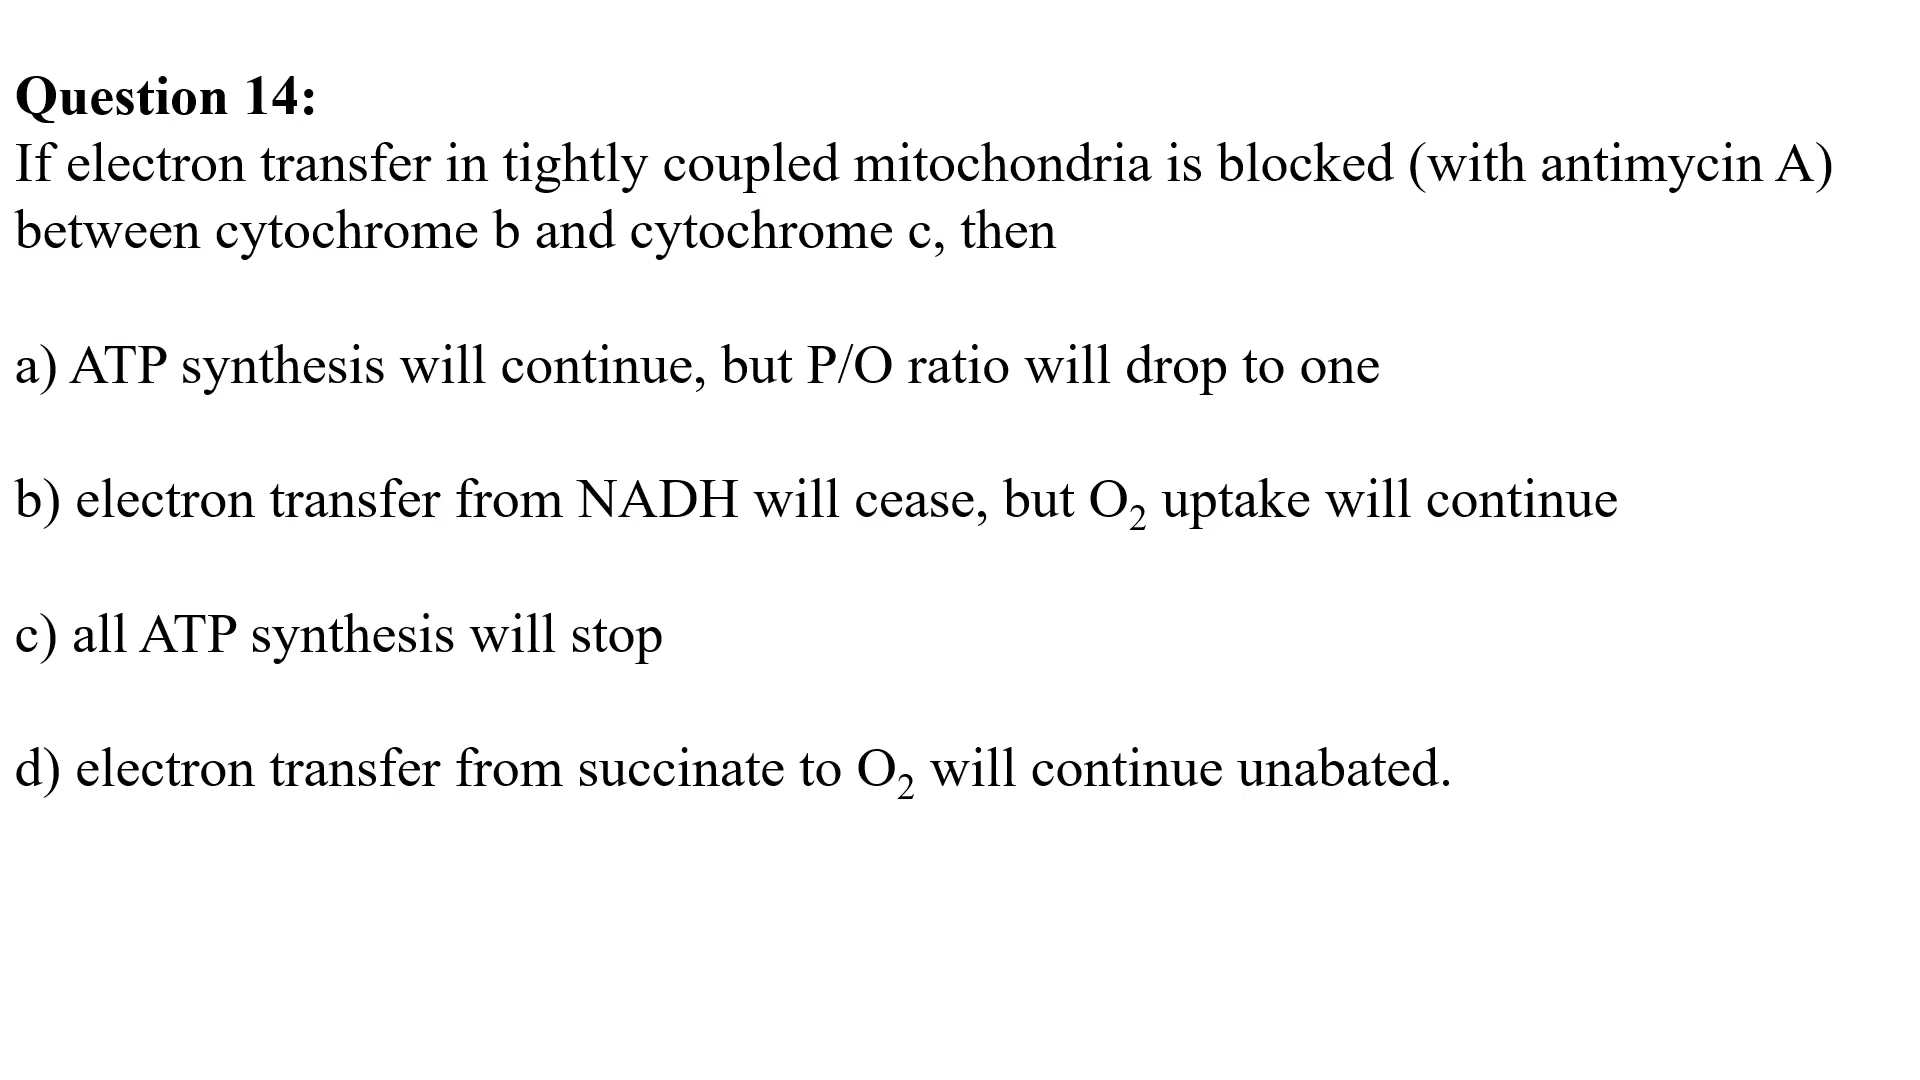 Question 14:
If electron transfer in tightly coupled mitochondria is blocked (with antimycin A)
between cytochrome b and cytochrome c, then
a) ATP synthesis will continue, but P/O ratio will drop to one
b) electron transfer from NADH will cease, but O₂ uptake will continue
c) all ATP synthesis will stop
d) electron transfer from succinate to O₂ will continue unabated.